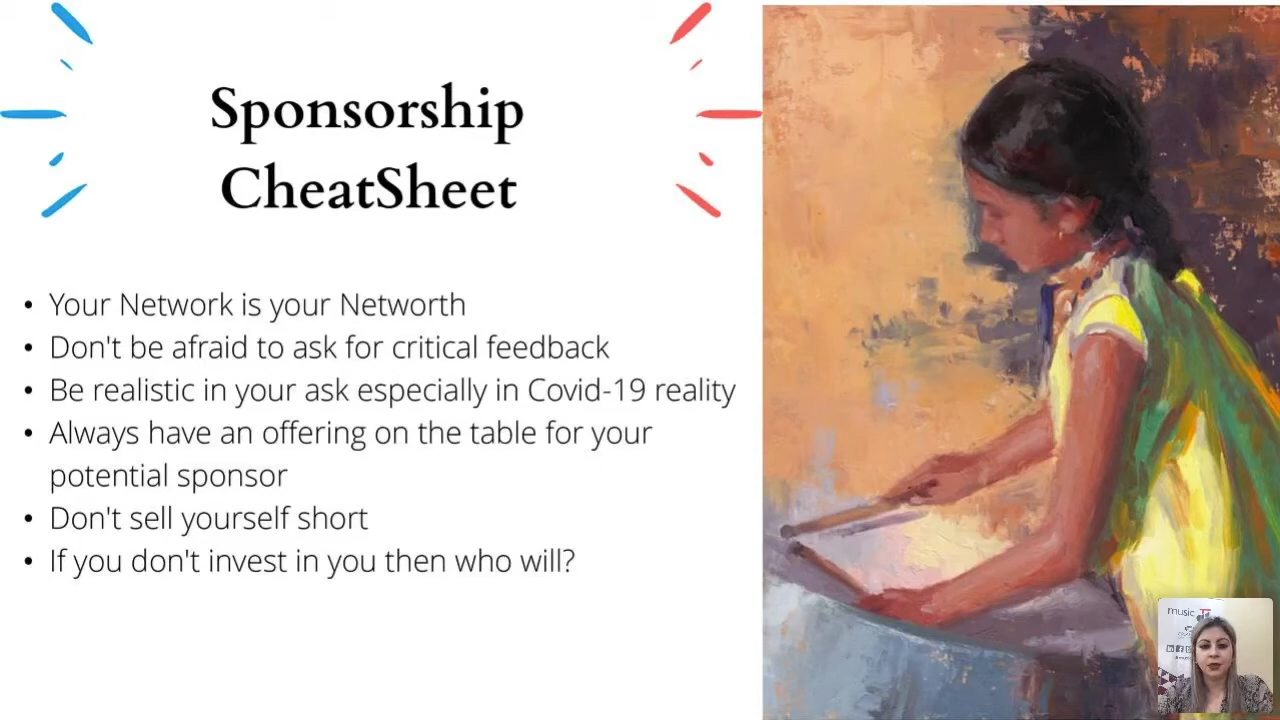 Sponsorship
CheatSheet
• Your Network is your Networth
• Don't be afraid to ask for critical feedback
• Be realistic in your ask especially in Covid-19 reality
• Always have an offering on the table for your
potential sponsor
• Don't sell yourself short
• If you don't invest in you then who will?
music